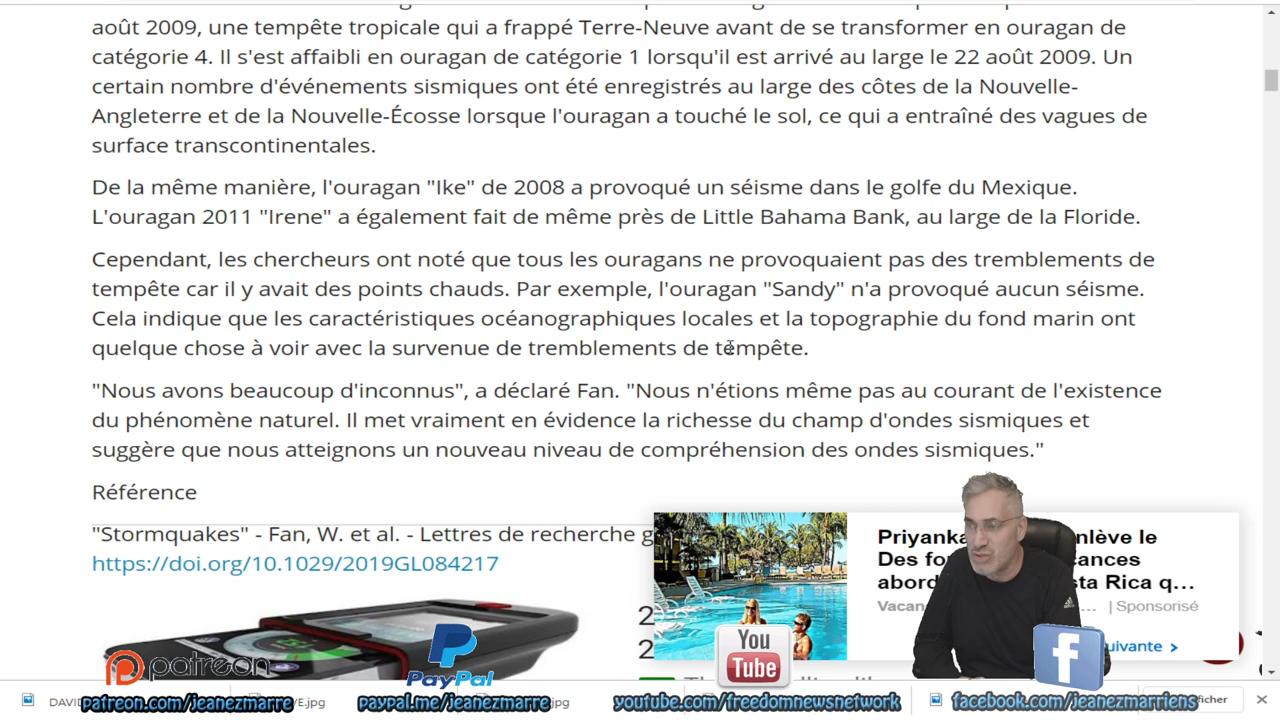 août 2009, une tempête tropicale qui a frappé Terre-Neuve avant de se transformer en ouragan de
catégorie 4. Il s'est affaibli en ouragan de catégorie 1 lorsqu'il est arrivé au large le 22 août 2009. Un
certain nombre d'événements sismiques ont été enregistrés au large des côtes de la Nouvelle-
Angleterre et de la Nouvelle-Écosse lorsque l'ouragan a touché le sol, ce qui a entraîné des vagues de
surface transcontinentales.
De la même manière, l'ouragan "Ike" de 2008 a provoqué un séisme dans le golfe du Mexique.
L'ouragan 2011 "Irene" a également fait de même près de Little Bahama Bank, au large de la Floride.
Cependant, les chercheurs ont noté que tous les ouragans ne provoquaient pas des tremblements de
tempête car il y avait des points chauds. Par exemple, l'ouragan "Sandy" n'a provoqué aucun séisme.
Cela indique que les caractéristiques océanographiques locales et la topographie du fond marin ont
quelque chose à voir avec la survenue de tremblements de tempête.
"Nous avons beaucoup d'inconnus", a déclaré Fan. "Nous n'étions même pas au courant de l'existence
du phénomène naturel. Il met vraiment en évidence la richesse du champ d'ondes sismiques et
suggère que nous atteignons un nouveau niveau de compréhension des ondes sismiques."
Référence
"Stormquakes" - Fan, W. et al. - Lettres de recherche
https://doi.org/10.1029/2019GL084217
Priyanka nlève le
Des cances
abord sta Rica q...
| Sponsorisé
uivante >
patreon
PayPal
You
Tube
DAVID
patreon.com/jeanezmarre
VE.jpg
paypal.me/jeanezmarre
.jpg
youtube.com/freedomnewsnetwork
facebook.com/jeanezmarriens
ficher